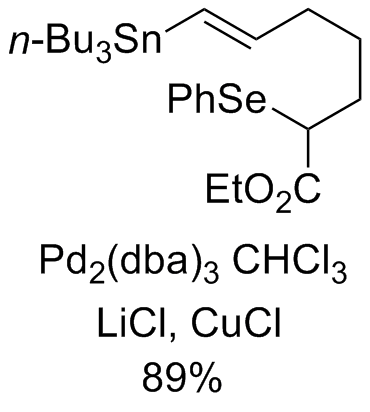 n-Bu₃Sn
PhSe
EtO₂C
Pd₂(dba)₃ CHCl₃
LiCl, CuCl
89%